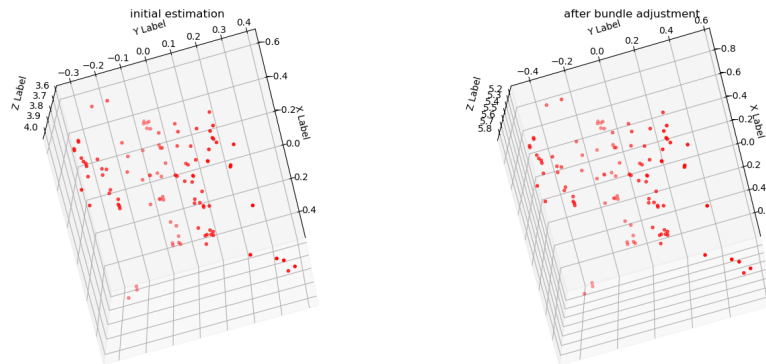 initial estimation
Y Label
−0.3 −0.2 −0.1 0.0 0.1 0.2 0.3 0.4
Z Label
3.6
3.7
3.8
3.9
4.0
X Label
−0.6
−0.4
−0.2
0.0
0.2
0.4
after bundle adjustment
Y Label
−0.4 −0.2 0.0 0.2 0.4 0.6
Z Label
5.2
5.8
X Label
−0.8
−0.6
−0.4
−0.2
0.0
0.2
0.4